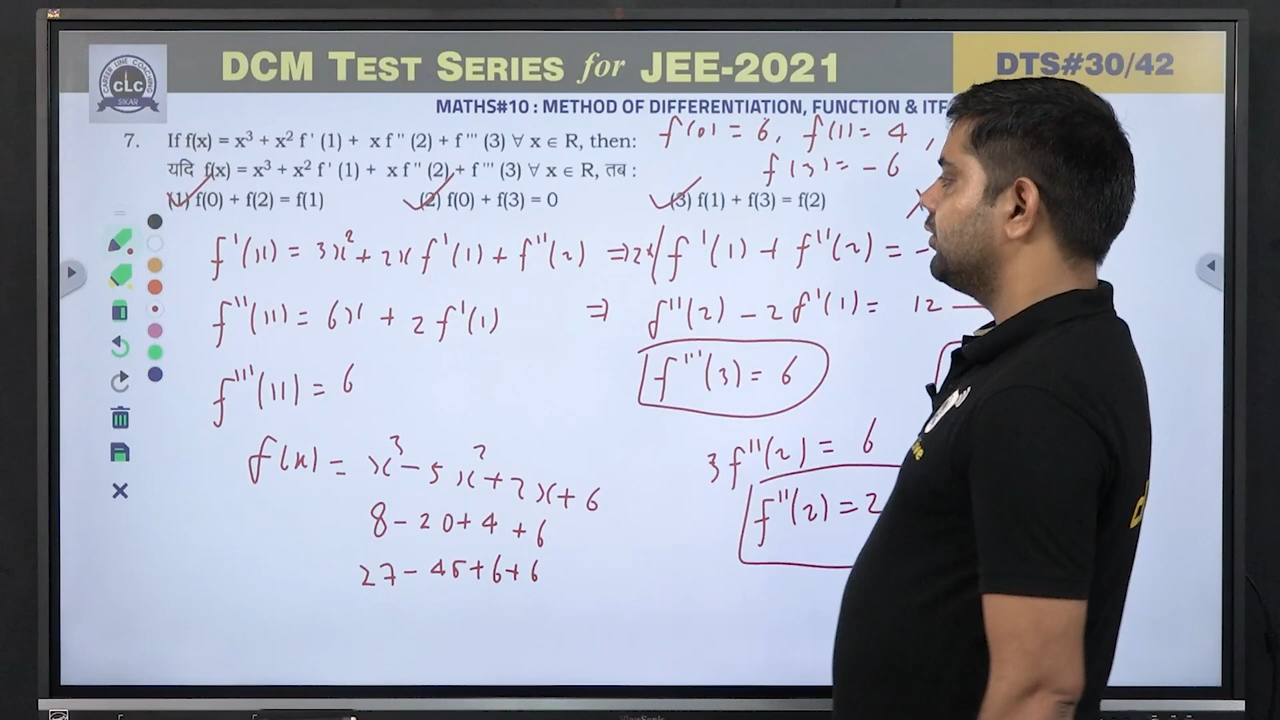 DCM TEST SERIES for JEE-2021
DTS#30/42
CAREER LINE COACHING
CLC
SIKAR
MATHS#10 : METHOD OF DIFFERENTIATION, FUNCTION & ITF
7. If f(x) = x³ + x² f ' (1) + x f '' (2) + f ''' (3) ∀ x ∈ R, then:
f(0) = 6, f(1) = 4,
यदि f(x) = x³ + x² f ' (1) + x f '' (2) + f ''' (3) ∀ x ∈ R, तब :
f(3) = -6
(1) f(0) + f(2) = f(1)
(2) f(0) + f(3) = 0
(3) f(1) + f(3) = f(2)
f'(x) = 3x² + 2x f'(1) + f''(2) ⇒ 2×/ f'(1) + f''(2) = -
f''(x) = 6x + 2 f'(1) ⇒ f''(2) - 2 f'(1) = 12
f'''(x) = 6
f'''(3) = 6
f(x) = x³ - 5x² + 2x + 6
3 f''(2) = 6
8 - 20 + 4 + 6
f''(2) = 2
27 - 45 + 6 + 6